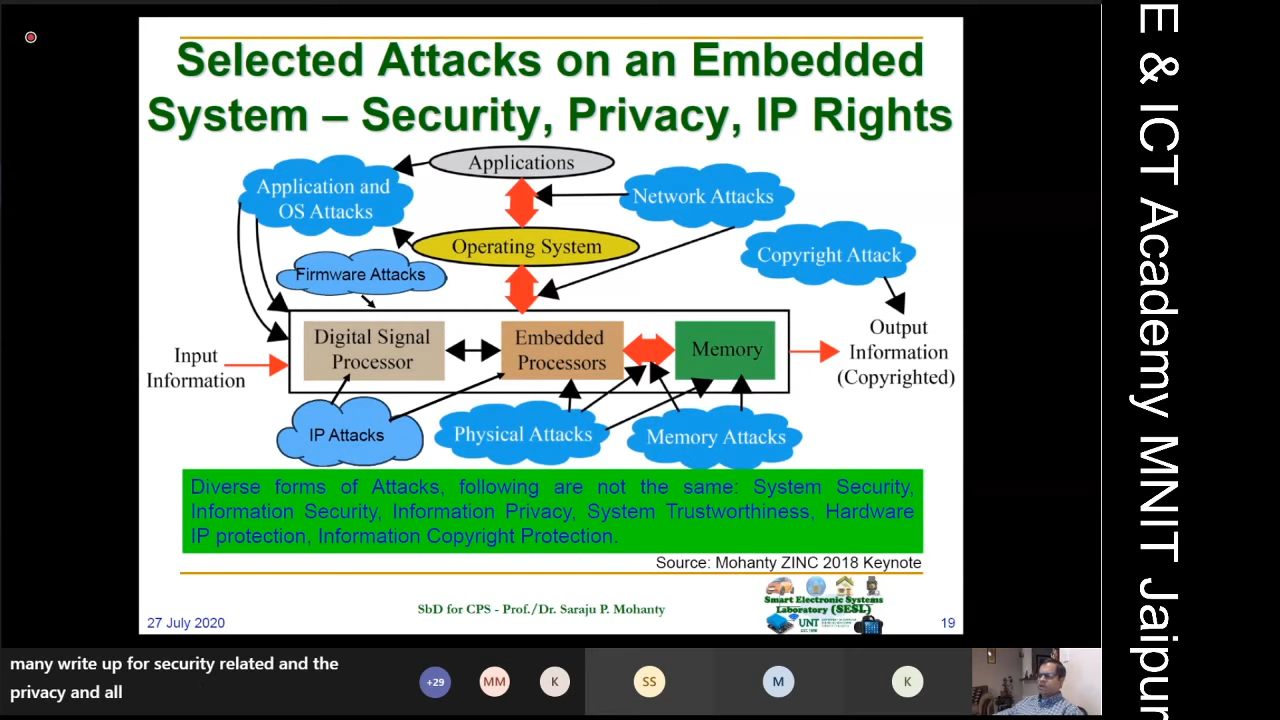 Selected Attacks on an Embedded
System – Security, Privacy, IP Rights
Applications
Application and
OS Attacks
Network Attacks
Operating System
Copyright Attack
Firmware Attacks
Digital Signal
Processor
Embedded
Processors
Memory
Input
Information
Output
Information
(Copyrighted)
IP Attacks
Physical Attacks
Memory Attacks
Diverse forms of Attacks, following are not the same: System Security,
Information Security, Information Privacy, System Trustworthiness, Hardware
IP protection, Information Copyright Protection.
Source: Mohanty ZINC 2018 Keynote
Smart Electronic Systems
Laboratory (SESL)
UNT
27 July 2020
SbD for CPS - Prof./Dr. Saraju P. Mohanty
19
many write up for security related and the
privacy and all
+29
MM
K
SS
M
K
E & ICT Academy MNIT Jaipur